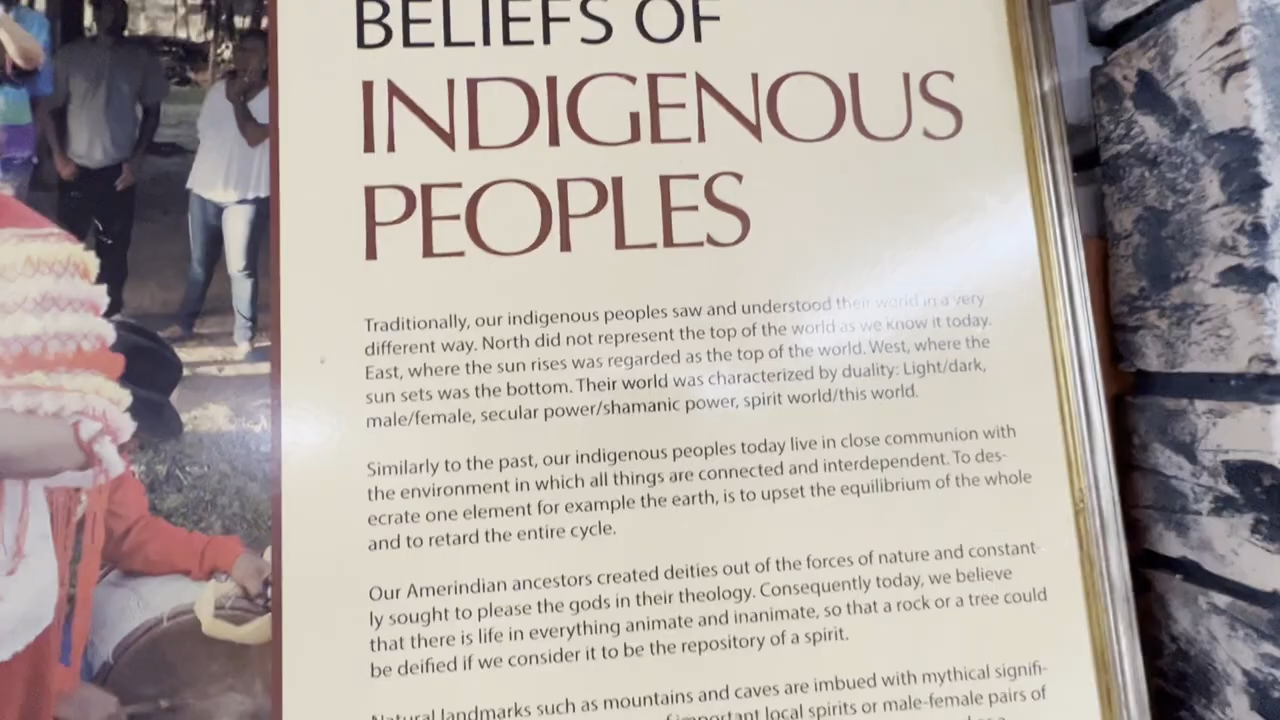 BELIEFS OF
INDIGENOUS
PEOPLES
Traditionally, our indigenous peoples saw and understood their world in a very
different way. North did not represent the top of the world as we know it today.
East, where the sun rises was regarded as the top of the world. West, where the
sun sets was the bottom. Their world was characterized by duality: Light/dark,
male/female, secular power/shamanic power, spirit world/this world.
Similarly to the past, our indigenous peoples today live in close communion with
the environment in which all things are connected and interdependent. To des-
ecrate one element for example the earth, is to upset the equilibrium of the whole
and to retard the entire cycle.
Our Amerindian ancestors created deities out of the forces of nature and constant-
ly sought to please the gods in their theology. Consequently today, we believe
that there is life in everything animate and inanimate, so that a rock or a tree could
be deified if we consider it to be the repository of a spirit.
Natural landmarks such as mountains and caves are imbued with mythical signifi-
important local spirits or male-female pairs of